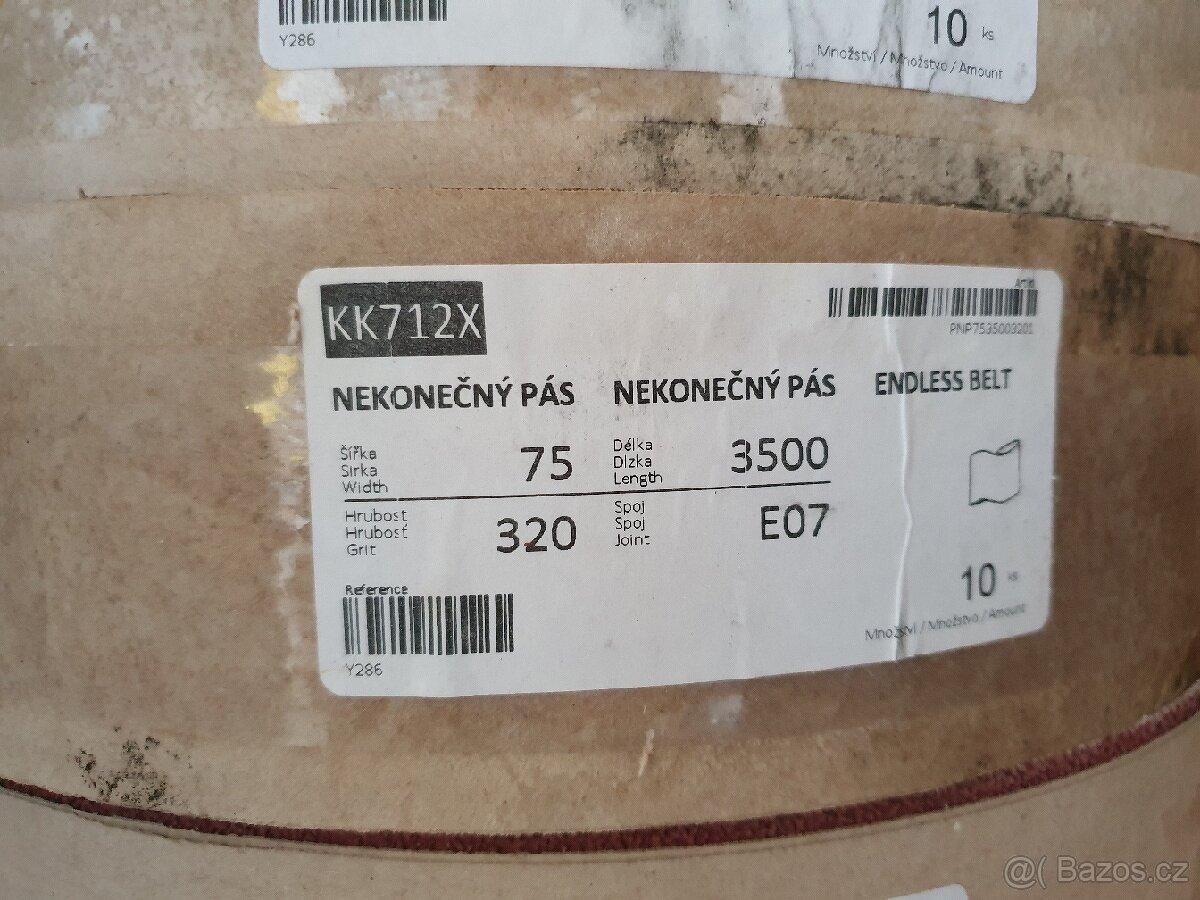 Y286
10 ks
Množství / Množstvo / Amount
KK712X
PNP7535003201
NEKONEČNÝ PÁS NEKONEČNÝ PÁS ENDLESS BELT
Šířka
Sirka
Width
75
Délka
Dlzka
Length
3500
Hrubost
Hrubosť
Grit
320
Spoj
Spoj
Joint
E07
Reference
Y286
10 ks
Množství / Množstvo / Amount
@( Bazos.cz